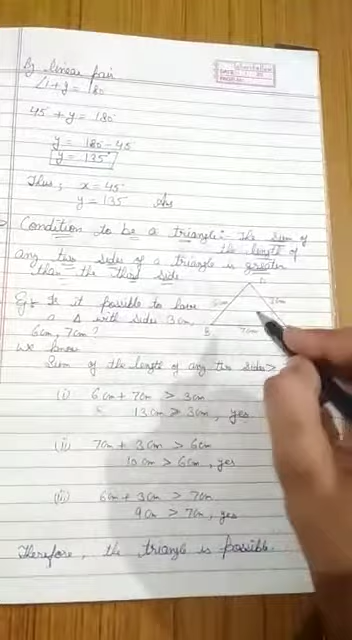 By linear pair
∠1 + y = 180°
45° + y = 180°
y = 180° - 45°
y = 135°
Thus, x = 45°
y = 135° Ans
Condition to be a triangle:- The sum of
the length of
any two sides of a triangle is greater
than the third side
Eg:- Is it possible to have
a Δ with sides 3cm,
6cm, 7cm?
6cm
3cm
B
7cm
We know
Sum of the length of any two sides >
(i) 6cm + 7cm > 3cm
13cm > 3cm, yes
(ii) 7cm + 3cm > 6cm
10cm > 6cm, yes
(iii) 6cm + 3cm > 7cm
9cm > 7cm, yes
Therefore, the triangle is possible.